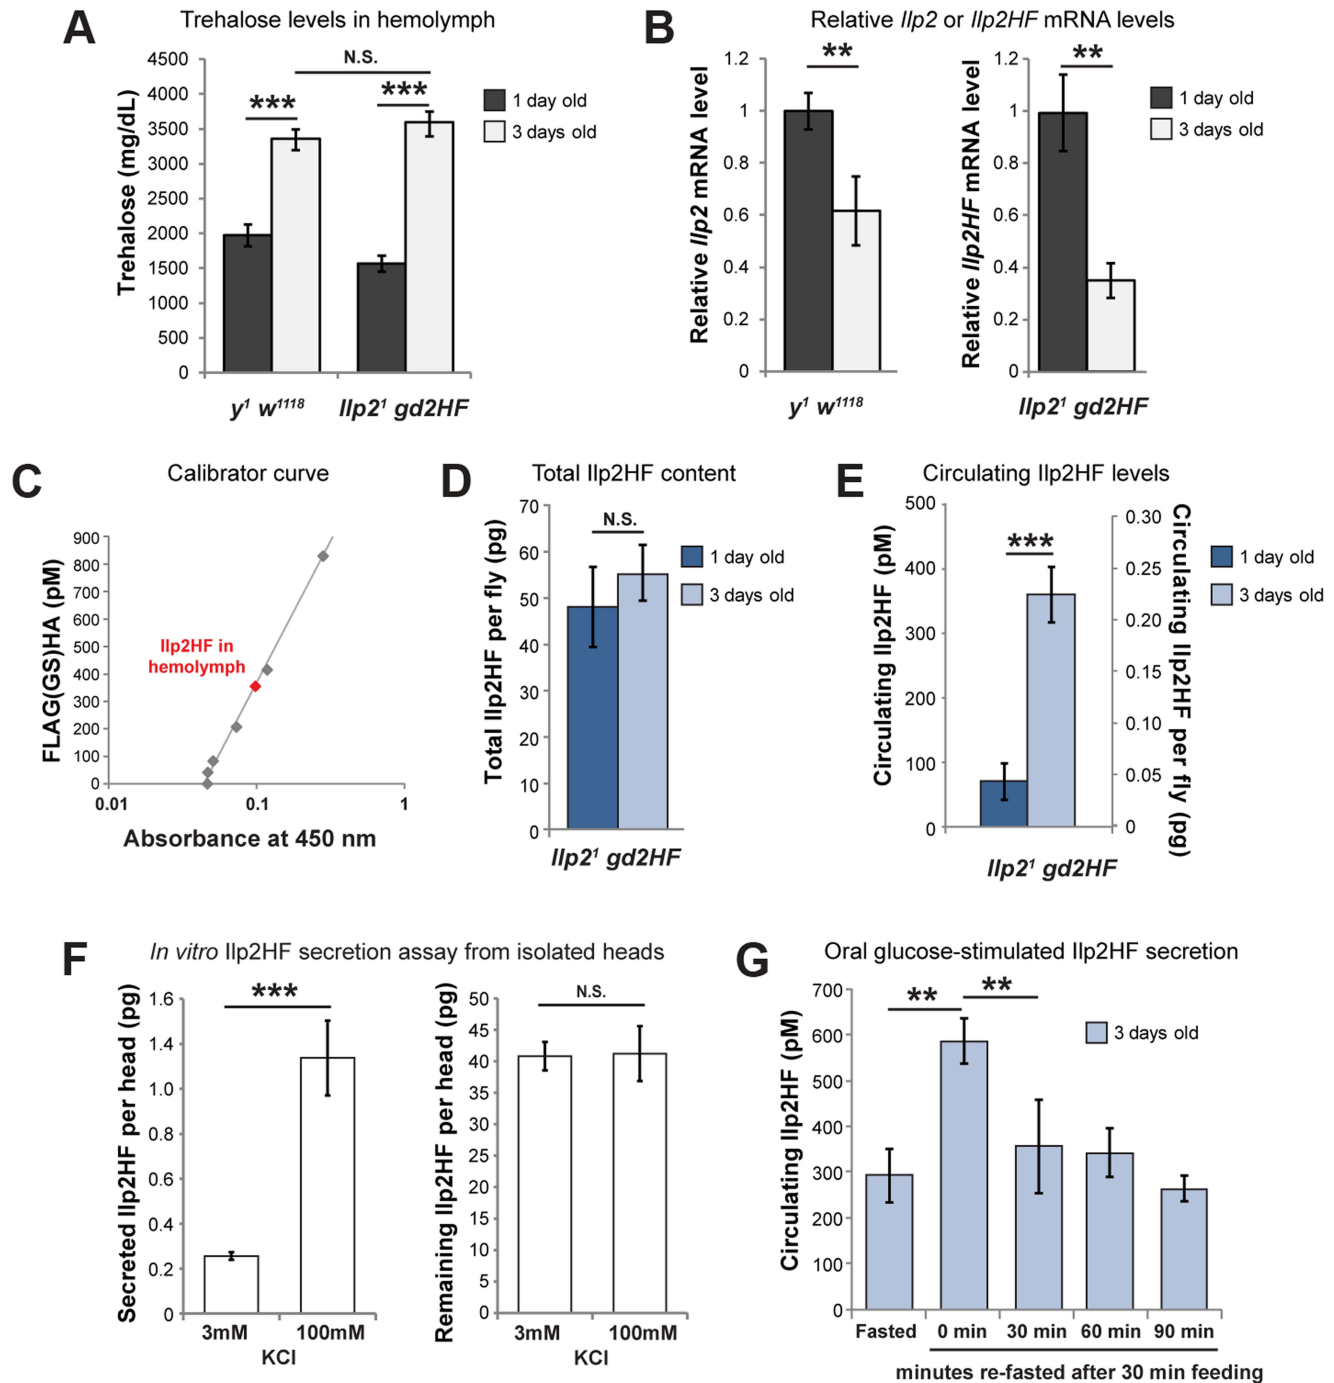 A
Trehalose levels in hemolymph
Trehalose (mg/dL)
4500
4000
3500
3000
2500
2000
1500
1000
500
0
N.S.
***
***
1 day old
3 days old
y¹ w¹¹¹⁸
Ilp2¹ gd2HF
B
Relative Ilp2 or Ilp2HF mRNA levels
Relative Ilp2 mRNA level
1.2
1
0.8
0.6
0.4
0.2
0
**
y¹ w¹¹¹⁸
Relative Ilp2HF mRNA level
1.2
1
0.8
0.6
0.4
0.2
0
**
1 day old
3 days old
Ilp2¹ gd2HF
C
Calibrator curve
FLAG(GS)HA (pM)
900
800
700
600
500
400
300
200
100
0
Ilp2HF in
hemolymph
0.01
0.1
1
Absorbance at 450 nm
D
Total Ilp2HF content
Total Ilp2HF per fly (pg)
70
60
50
40
30
20
10
0
N.S.
1 day old
3 days old
Ilp2¹ gd2HF
E
Circulating Ilp2HF levels
Circulating Ilp2HF (pM)
500
400
300
200
100
0
***
0.30
0.25
0.20
0.15
0.10
0.05
0
Circulating Ilp2HF per fly (pg)
1 day old
3 days old
Ilp2¹ gd2HF
F
In vitro Ilp2HF secretion assay from isolated heads
Secreted Ilp2HF per head (pg)
1.6
1.4
1.0
0.8
0.6
0.4
0.2
0
***
3mM
100mM
KCl
Remaining Ilp2HF per head (pg)
50
45
40
35
30
25
20
15
10
5
0
N.S.
3mM
100mM
KCl
G
Oral glucose-stimulated Ilp2HF secretion
Circulating Ilp2HF (pM)
700
600
500
400
300
200
100
0
**
**
3 days old
Fasted
0 min
30 min
60 min
90 min
minutes re-fasted after 30 min feeding